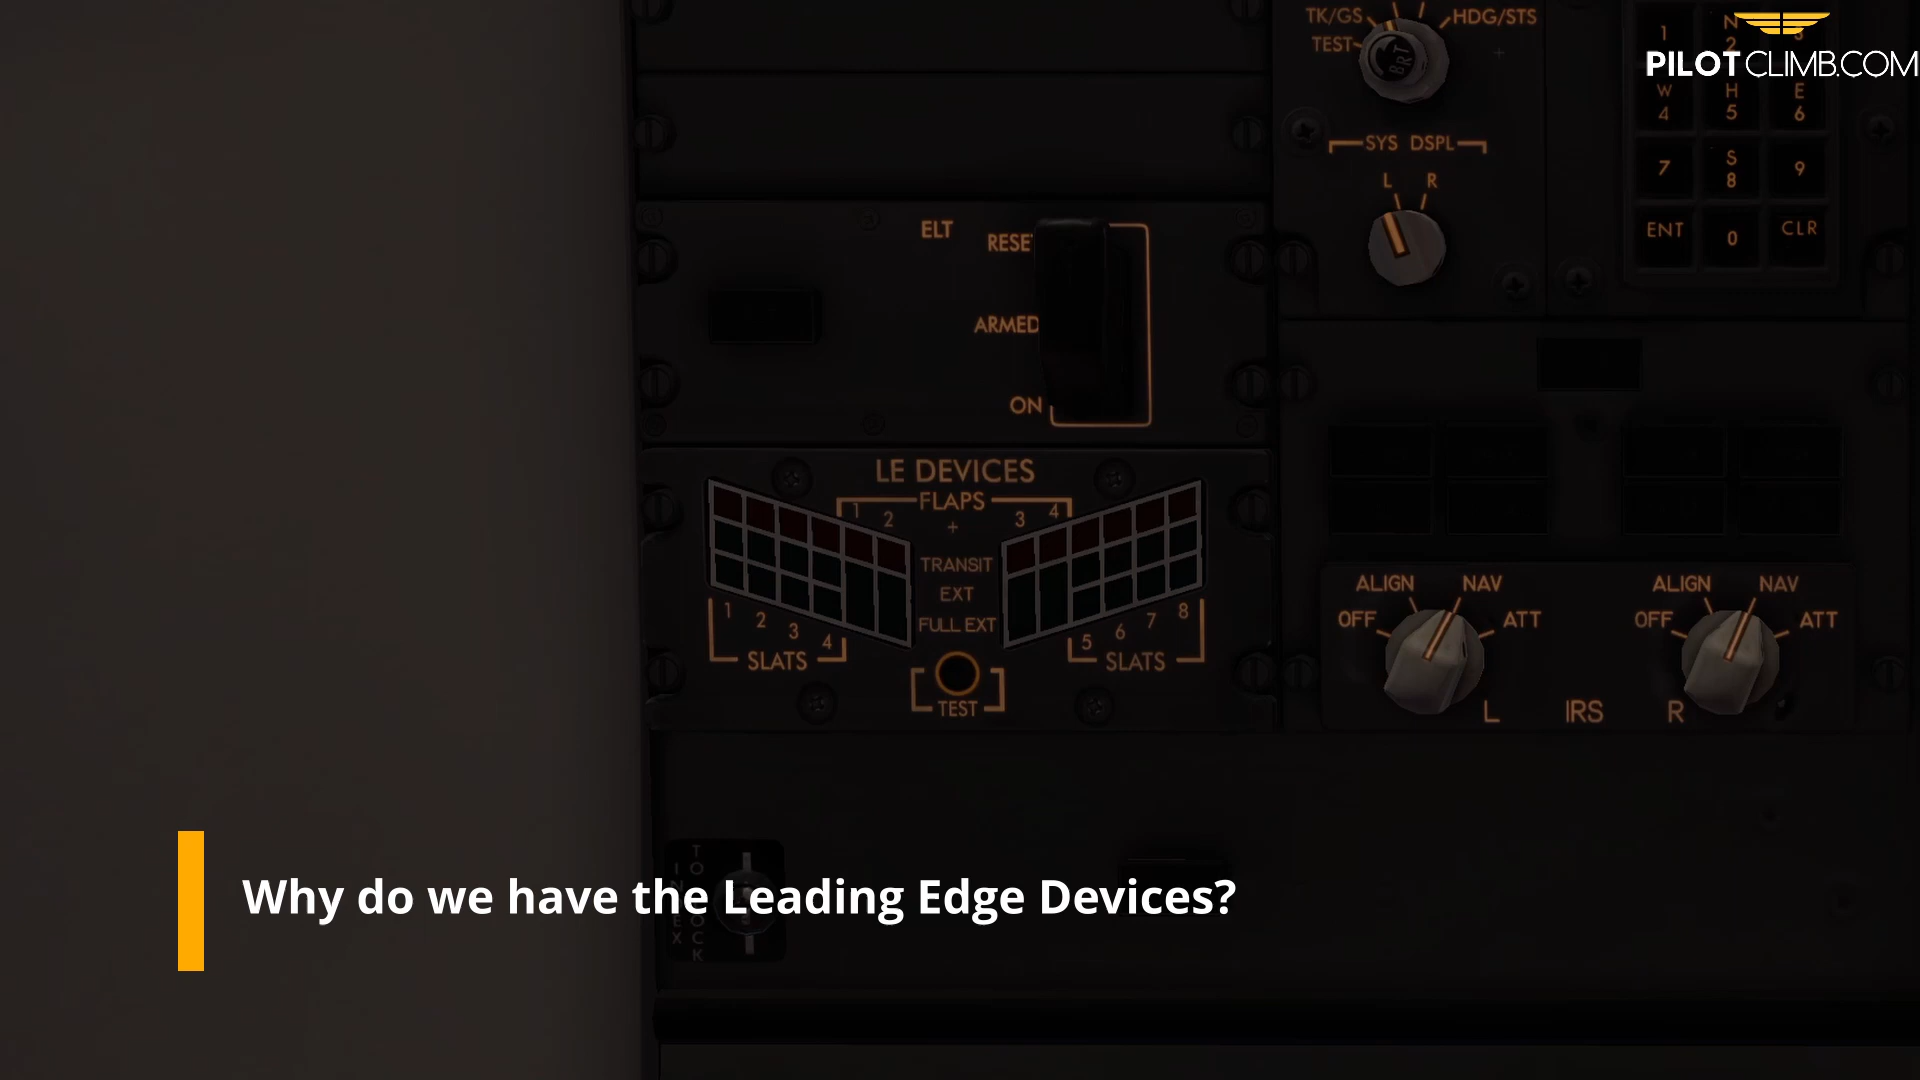 TK/GS HDG/STS
TEST
BRT
PILOTCLIMB.COM
1 N 2 3
W 4 H 5 E 6
7 S 8 9
ENT 0 CLR
SYS DSPL
L R
ELT
RESET
ARMED
ON
LE DEVICES
FLAPS
1 2 3 4
TRANSIT
EXT
FULL EXT
1 2 3 4
SLATS
5 6 7 8
SLATS
TEST
ALIGN NAV
OFF ATT
L IRS R
ALIGN NAV
OFF ATT
Why do we have the Leading Edge Devices?